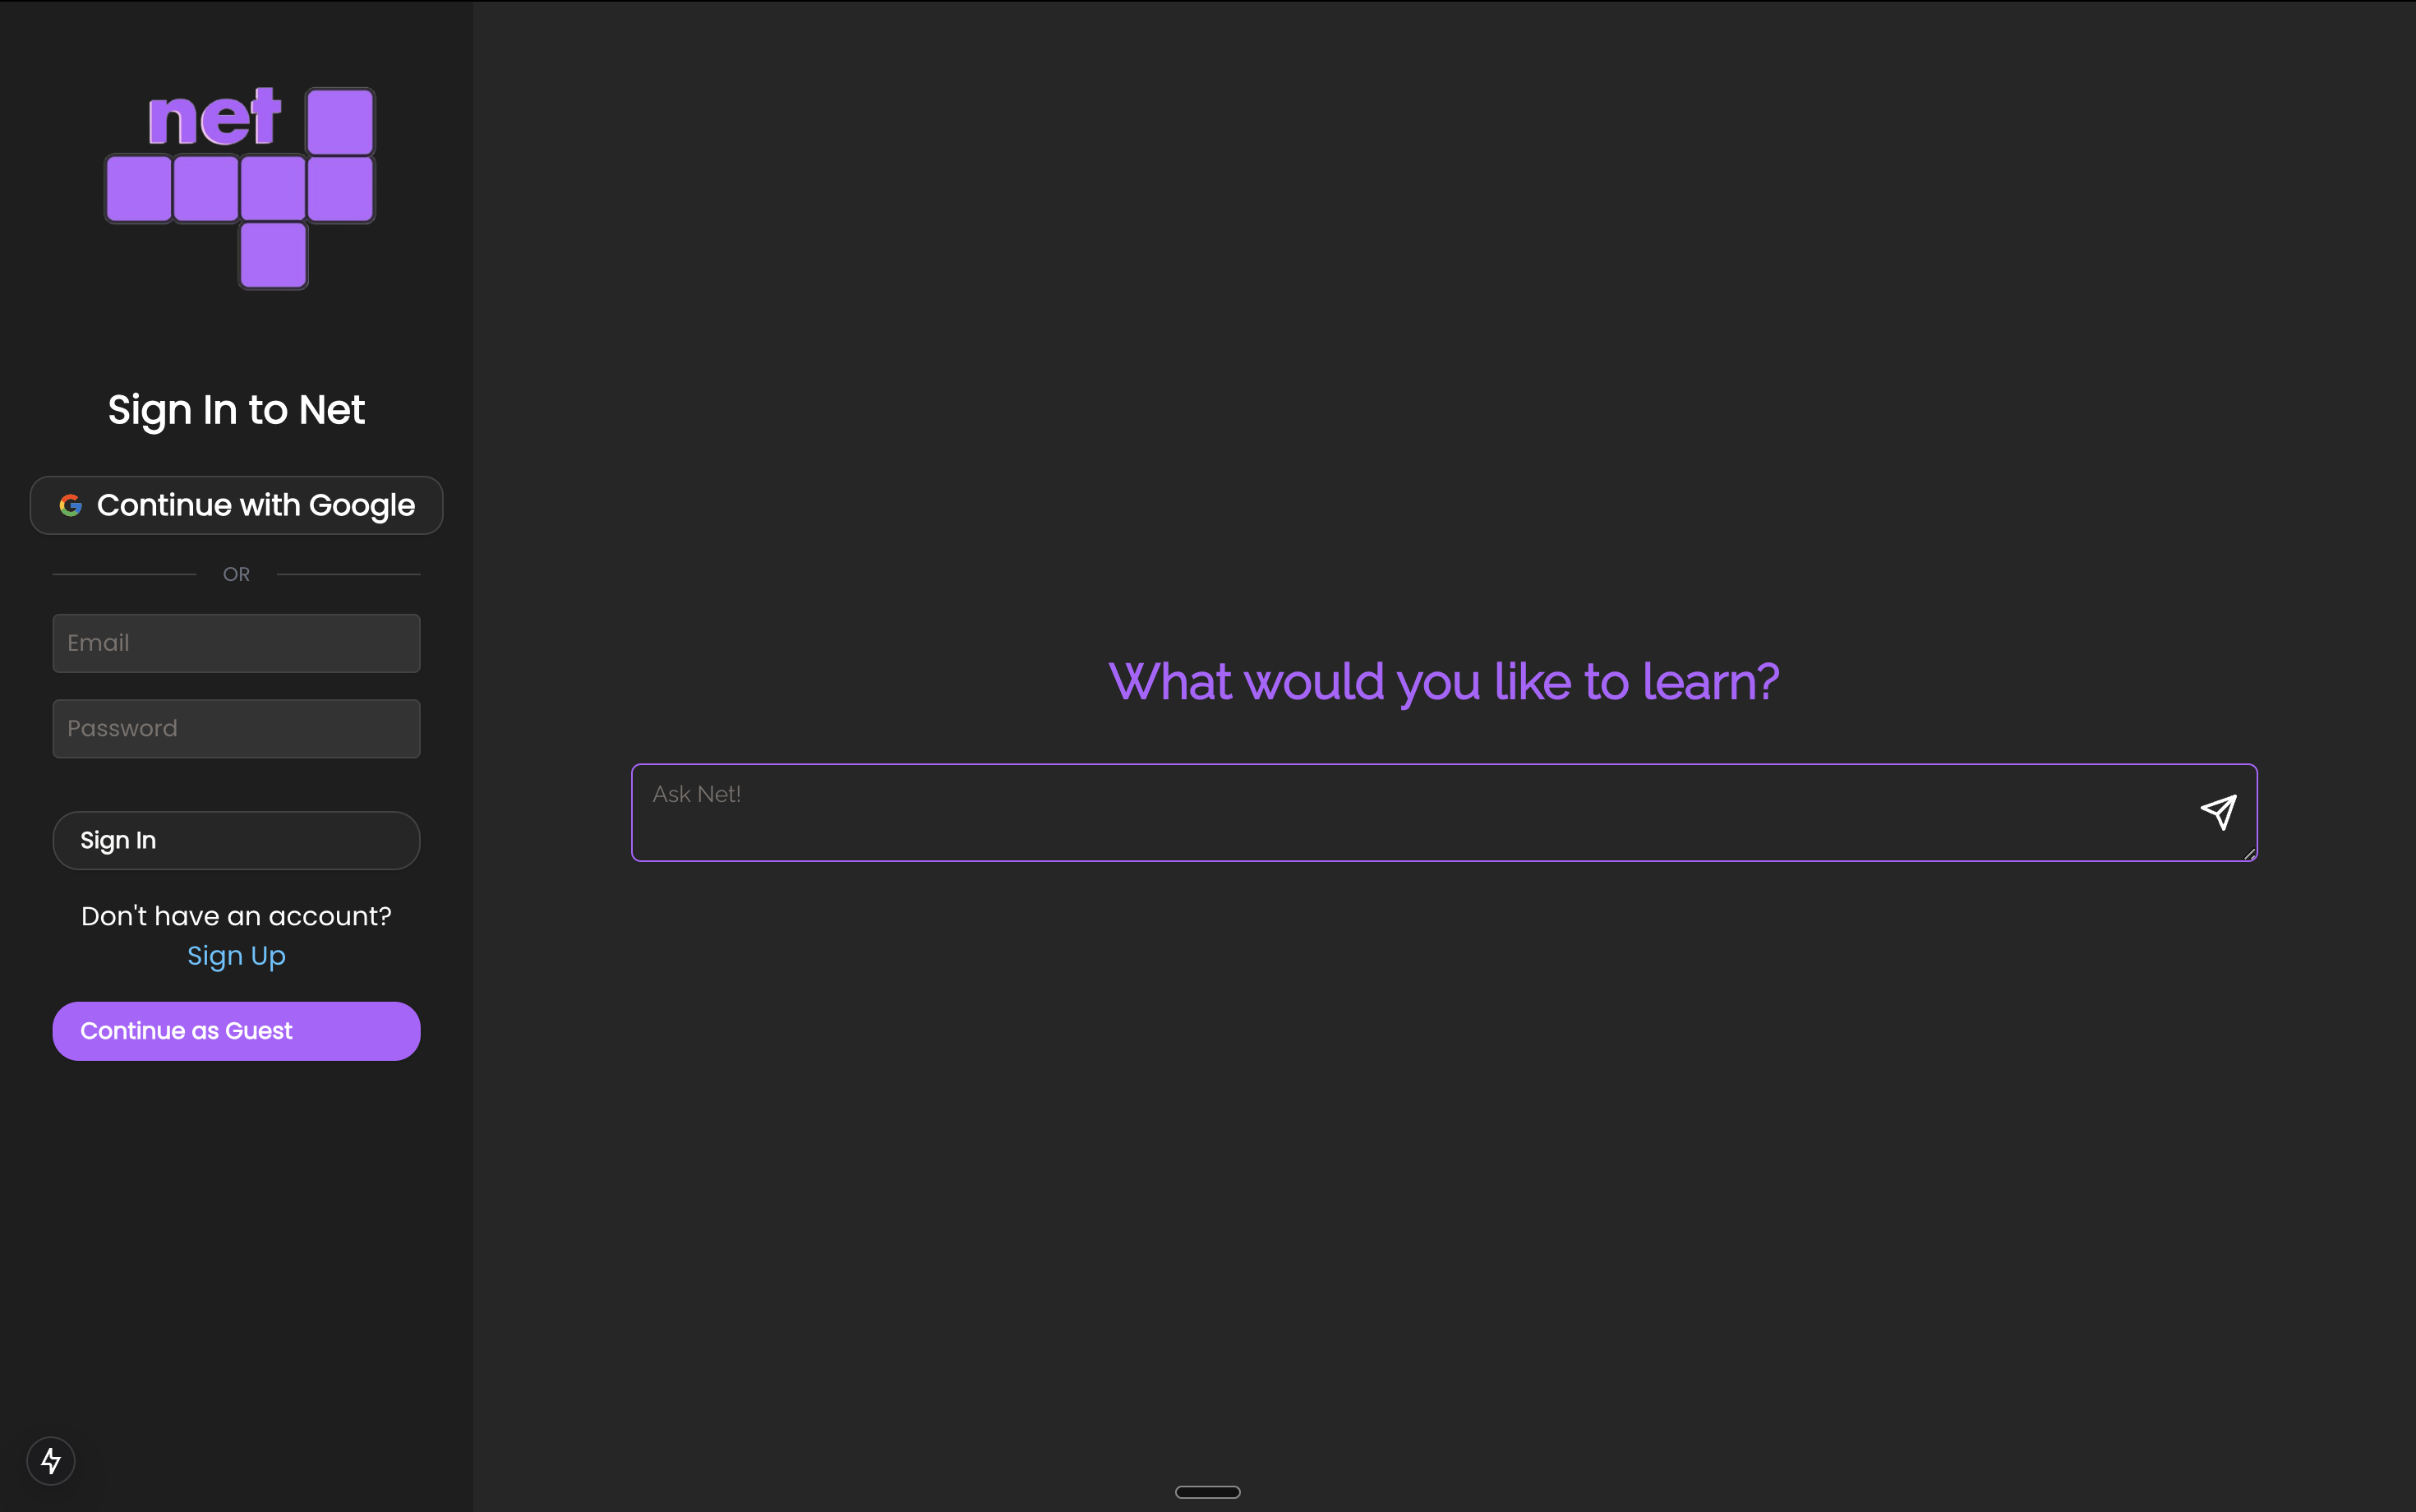 net
Sign In to Net
Continue with Google
OR
Email
Password
Sign In
Don't have an account?
Sign Up
Continue as Guest
What would you like to learn?
Ask Net!